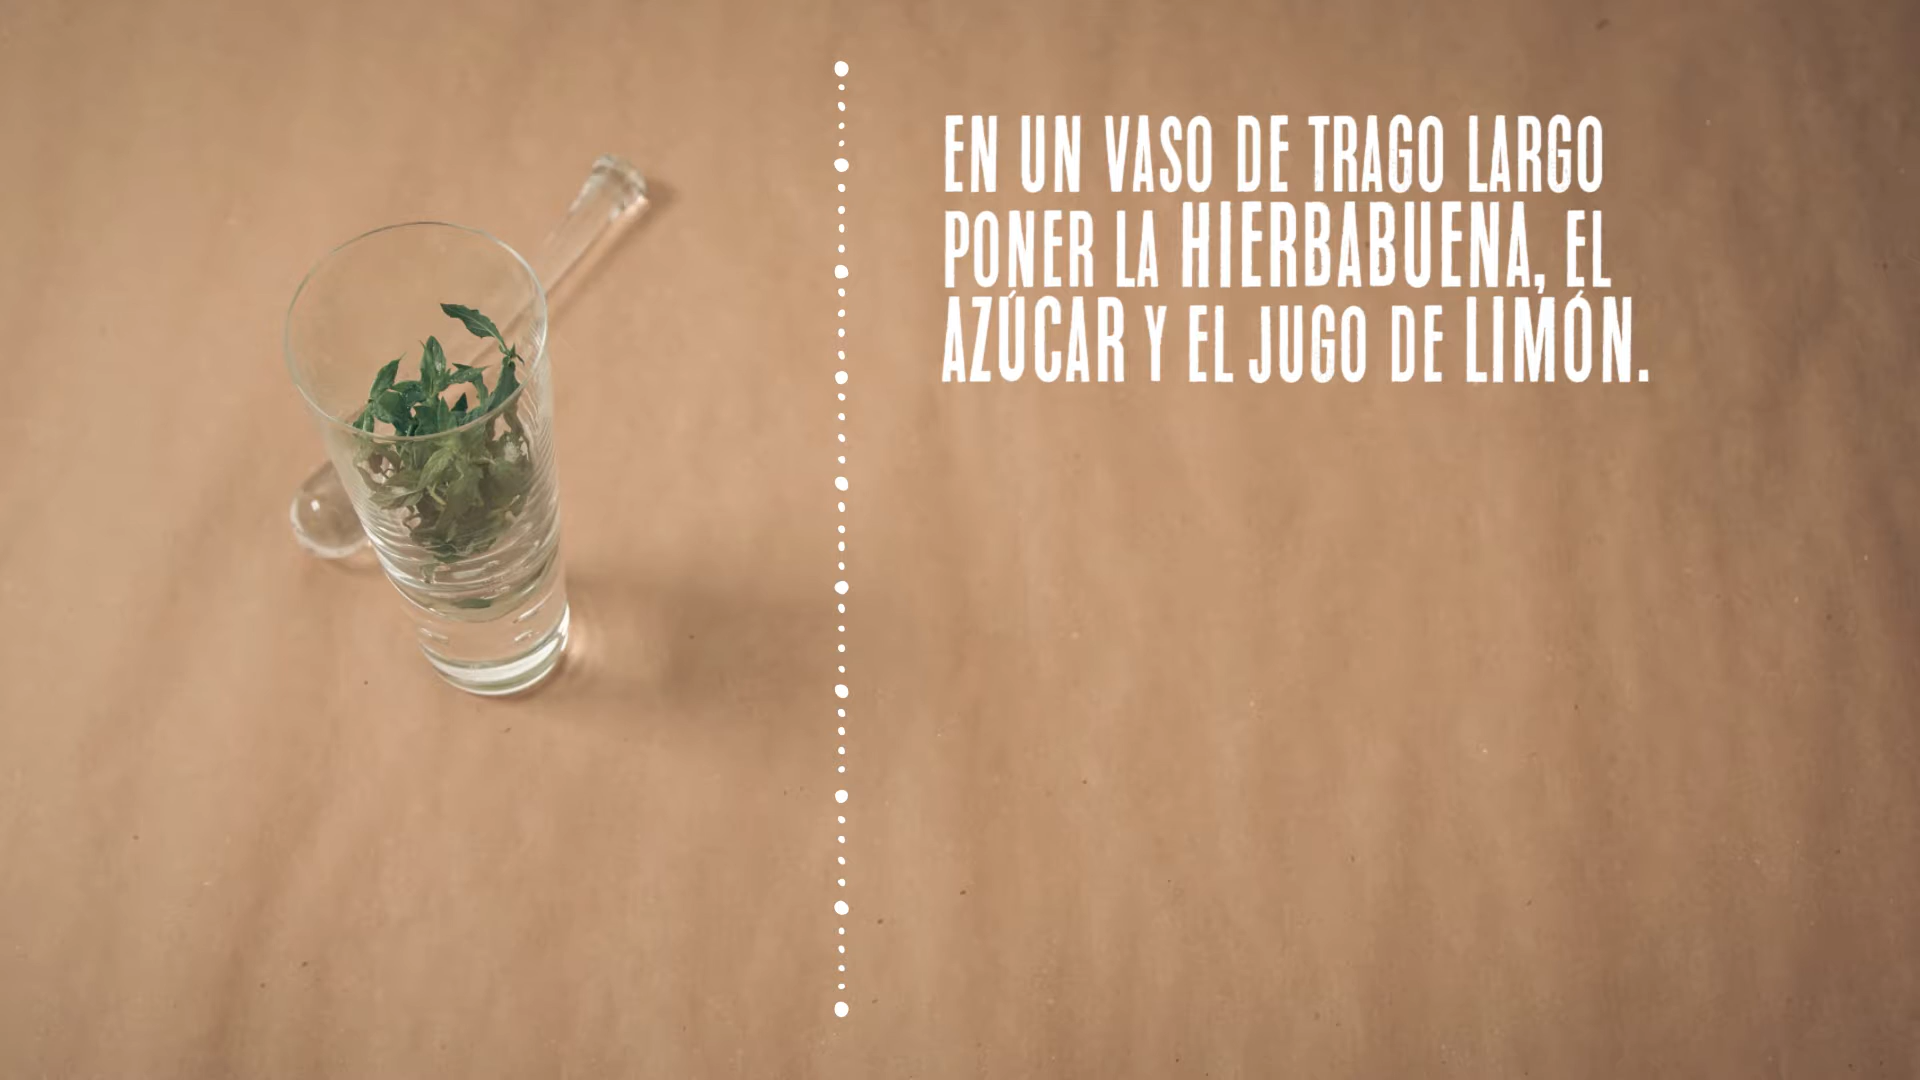 EN UN VASO DE TRAGO LARGO
PONER LA HIERBABUENA, EL
AZÚCAR Y EL JUGO DE LIMÓN.